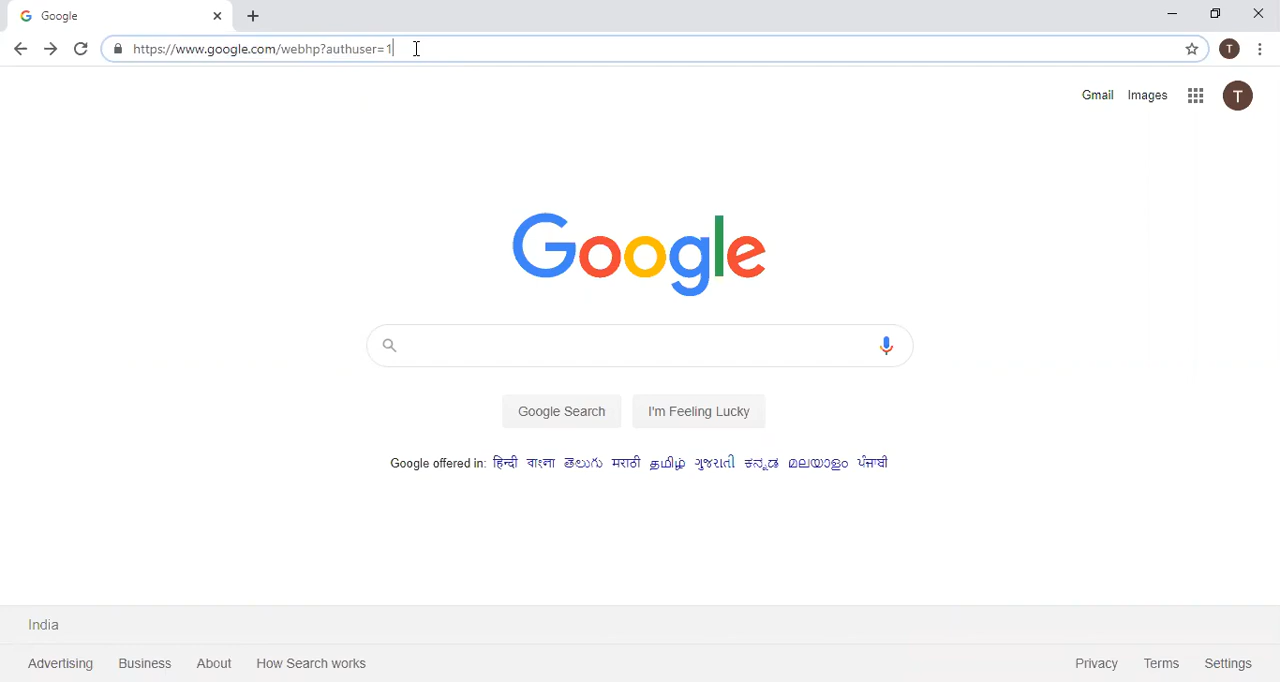 Google
https://www.google.com/webhp?authuser=1
T
Gmail Images T
Google
Google Search I'm Feeling Lucky
Google offered in: हिन्दी বাংলা తెలుగు मराठी தமிழ் ગુજરાતી ಕನ್ನಡ മലയാളം ਪੰਜਾਬੀ
India
Advertising Business About How Search works Privacy Terms Settings